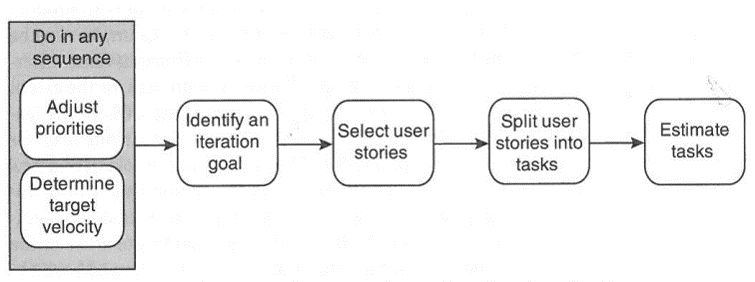 Do in any
sequence
Adjust
priorities
Determine
target
velocity
Identify an
iteration
goal
Select user
stories
Split user
stories into
tasks
Estimate
tasks